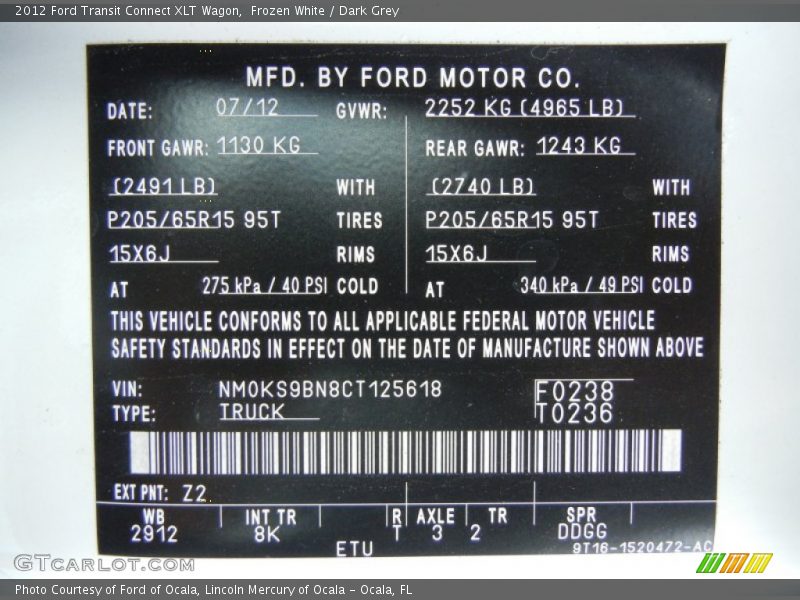 2012 Ford Transit Connect XLT Wagon,  Frozen White / Dark Grey
MFD. BY FORD MOTOR CO.
DATE: 07/12 GVWR: 2252 KG (4965 LB)
FRONT GAWR: 1130 KG REAR GAWR: 1243 KG
(2491 LB) WITH (2740 LB) WITH
P205/65R15 95T TIRES P205/65R15 95T TIRES
15X6J RIMS 15X6J RIMS
AT 275 kPa / 40 PSI COLD AT 340 kPa / 49 PSI COLD
THIS VEHICLE CONFORMS TO ALL APPLICABLE FEDERAL MOTOR VEHICLE
SAFETY STANDARDS IN EFFECT ON THE DATE OF MANUFACTURE SHOWN ABOVE
VIN: NM0KS9BN8CT125618 F0238
TYPE: TRUCK T0236
EXT PNT: Z2
WB INT TR R AXLE TR SPR
2912 8K T 3 2 DDGG
ETU 9T16-1520472-AC
GTCARLOT.COM
Photo Courtesy of Ford of Ocala, Lincoln Mercury of Ocala - Ocala, FL